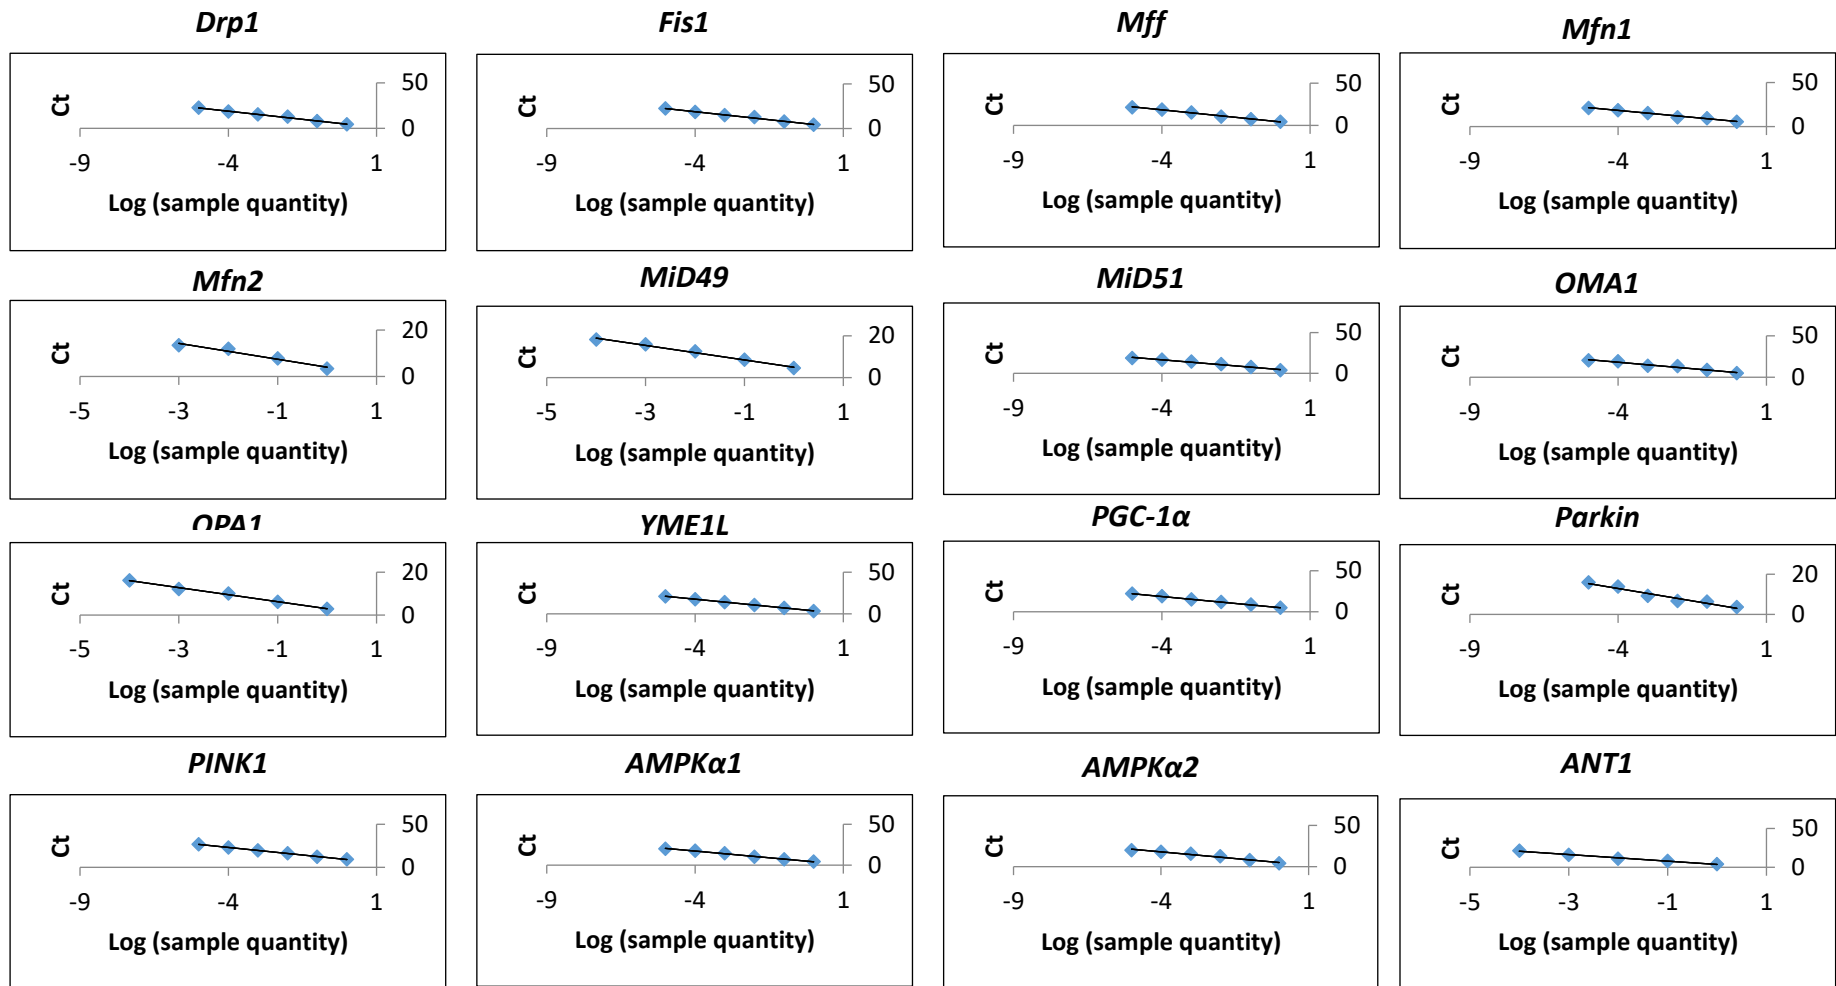 Drp1 Fis1 Mff Mfn1
Ct 50 Ct 50 Ct 50 Ct 50
0 0 0 0
-9 -4 1 -9 -4 1 -9 -4 1 -9 -4 1
Log (sample quantity) Log (sample quantity) Log (sample quantity) Log (sample quantity)
Mfn2 MiD49 MiD51 OMA1
Ct 20 Ct 20 Ct 50 Ct 50
0 0 0 0
-5 -3 -1 1 -5 -3 -1 1 -9 -4 1 -9 -4 1
Log (sample quantity) Log (sample quantity) Log (sample quantity) Log (sample quantity)
OPA1 YME1L PGC-1α Parkin
Ct 20 Ct 50 Ct 50 Ct 20
0 0 0 0
-5 -3 -1 1 -9 -4 1 -9 -4 1 -9 -4 1
Log (sample quantity) Log (sample quantity) Log (sample quantity) Log (sample quantity)
PINK1 AMPKα1 AMPKα2 ANT1
Ct 50 Ct 50 Ct 50 Ct 50
0 0 0 0
-9 -4 1 -9 -4 1 -9 -4 1 -5 -3 -1 1
Log (sample quantity) Log (sample quantity) Log (sample quantity) Log (sample quantity)